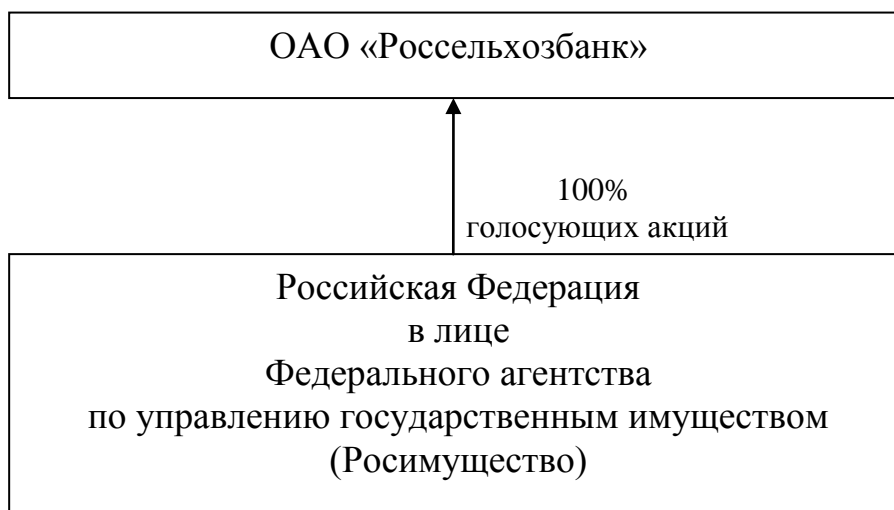 ОАО «Россельхозбанк»
100%
голосующих акций
Российская Федерация
в лице
Федерального агентства
по управлению государственным имуществом
(Росимущество)